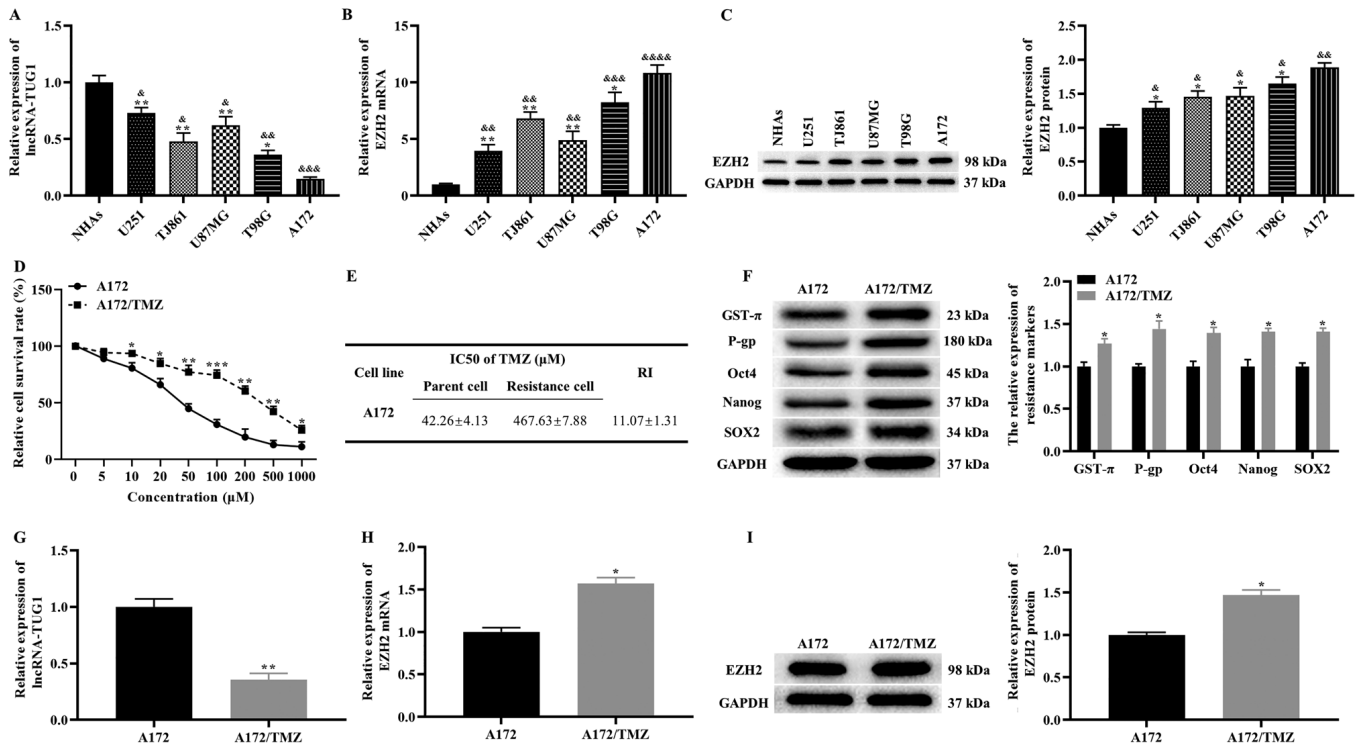 A
Relative expression of
lncRNA-TUG1
1.5
1.0
0.5
0.0
&
**
&
**
&
**
&&
*
&&&
NHAs
U251
TJ861
U87MG
T98G
A172
B
Relative expression of
EZH2 mRNA
15
10
5
0
&&
**
&&
**
&&
**
&&&
*
&&&&
NHAs
U251
TJ861
U87MG
T98G
A172
C
NHAs
U251
TJ861
U87MG
T98G
A172
EZH2 98 kDa
GAPDH 37 kDa
Relative expression of
EZH2 protein
2.5
2.0
1.5
1.0
0.5
0.0
&
*
&
*
&
*
&
*
&&
NHAs
U251
TJ861
U87MG
T98G
A172
D
A172
A172/TMZ
Relative cell survival rate (%)
150
100
50
0
* * ** *** ** ** *
0 5 10 20 50 100 200 500 1000
Concentration (μM)
E
Cell line IC50 of TMZ (μM) RI
Parent cell Resistance cell
A172 42.26±4.13 467.63±7.88 11.07±1.31
F
A172 A172/TMZ
GST-π 23 kDa
P-gp 180 kDa
Oct4 45 kDa
Nanog 37 kDa
SOX2 34 kDa
GAPDH 37 kDa
A172
A172/TMZ
The relative expression of
resistance markers
2.0
1.5
1.0
0.5
0.0
* * * * *
GST-π P-gp Oct4 Nanog SOX2
G
Relative expression of
lncRNA-TUG1
1.5
1.0
0.5
0.0
**
A172 A172/TMZ
H
Relative expression of
EZH2 mRNA
2.0
1.5
1.0
0.5
0.0
*
A172 A172/TMZ
I
A172 A172/TMZ
EZH2 98 kDa
GAPDH 37 kDa
Relative expression of
EZH2 protein
2.0
1.5
1.0
0.5
0.0
*
A172 A172/TMZ